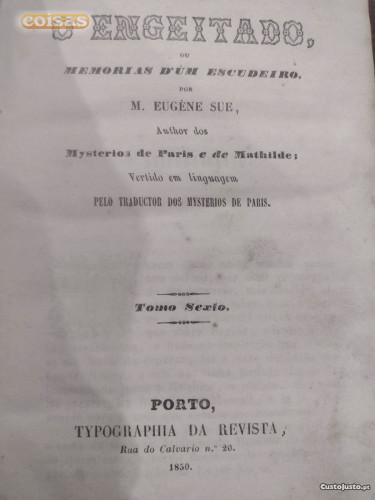 coisas
O ENGEITADO,
OU
MEMORIAS D'UM ESCUDEIRO.
POR
M. EUGÈNE SUE,
Author dos
Mysterios de Paris e de Mathilde;
Vertido em linguagem
PELO TRADUCTOR DOS MYSTERIOS DE PARIS.
Tomo Sexto.
PORTO,
TYPOGRAPHIA DA REVISTA,
Rua do Calvario n.º 20.
1850.
CustoJusto.pt